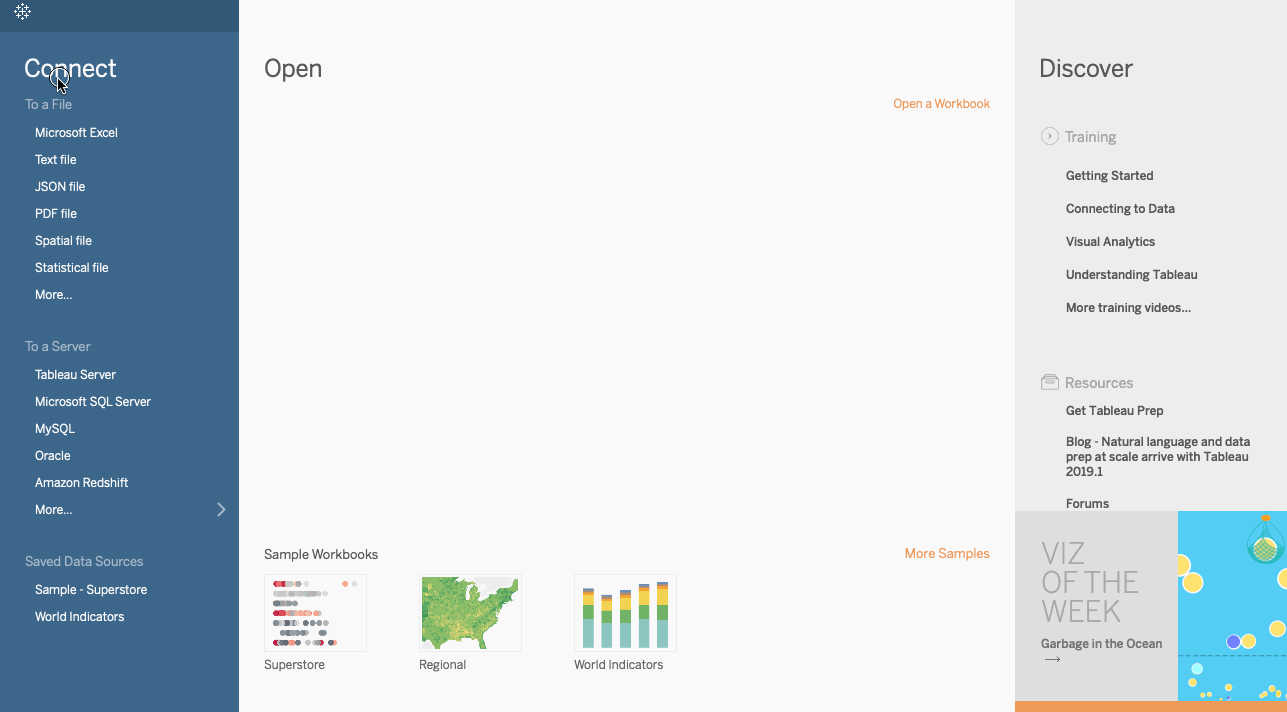 Connect
To a File
Microsoft Excel
Text file
JSON file
PDF file
Spatial file
Statistical file
More...
To a Server
Tableau Server
Microsoft SQL Server
MySQL
Oracle
Amazon Redshift
More...
Saved Data Sources
Sample - Superstore
World Indicators
Open
Open a Workbook
Sample Workbooks
More Samples
Superstore
Regional
World Indicators
Discover
Training
Getting Started
Connecting to Data
Visual Analytics
Understanding Tableau
More training videos...
Resources
Get Tableau Prep
Blog - Natural language and data
prep at scale arrive with Tableau
2019.1
Forums
VIZ
OF THE
WEEK
Garbage in the Ocean